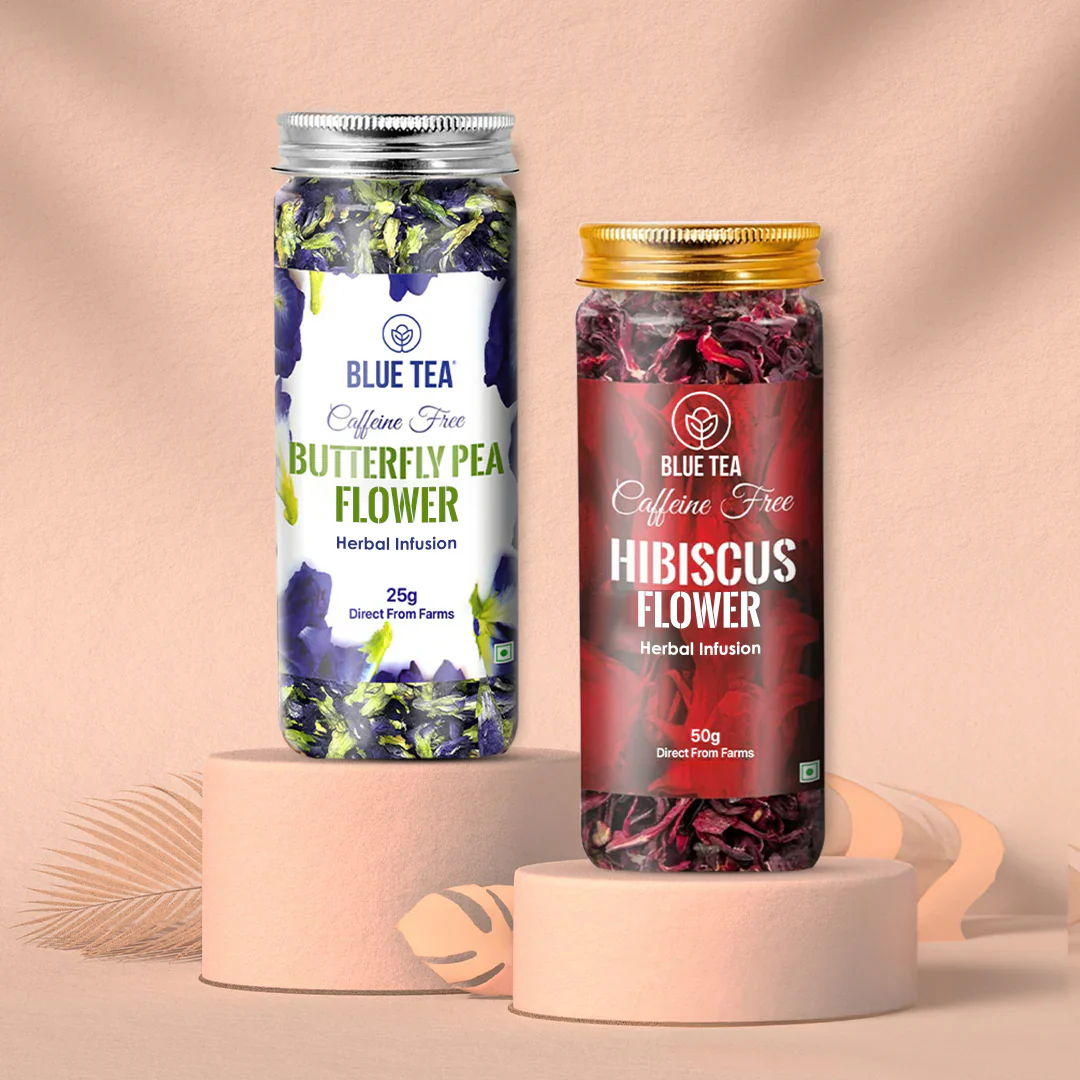 BLUE TEA®
Caffeine Free
BUTTERFLY PEA
FLOWER
Herbal Infusion
25g
Direct From Farms
BLUE TEA
Caffeine Free
HIBISCUS
FLOWER
Herbal Infusion
50g
Direct From Farms